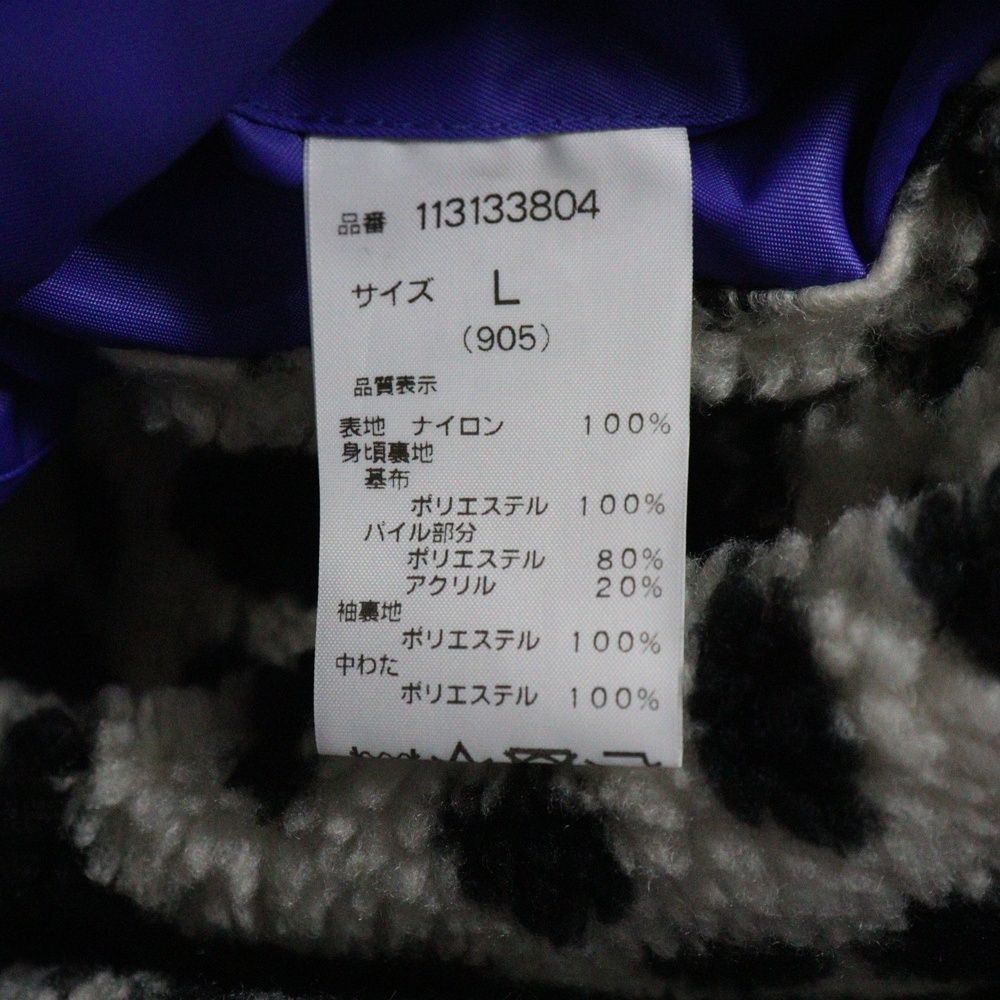 品番 113133804
サイズ L
(905)
品質表示
表地 ナイロン 100%
身頃裏地
基布
ポリエステル 100%
パイル部分
ポリエステル 80%
アクリル 20%
袖裏地
ポリエステル 100%
中わた
ポリエステル 100%